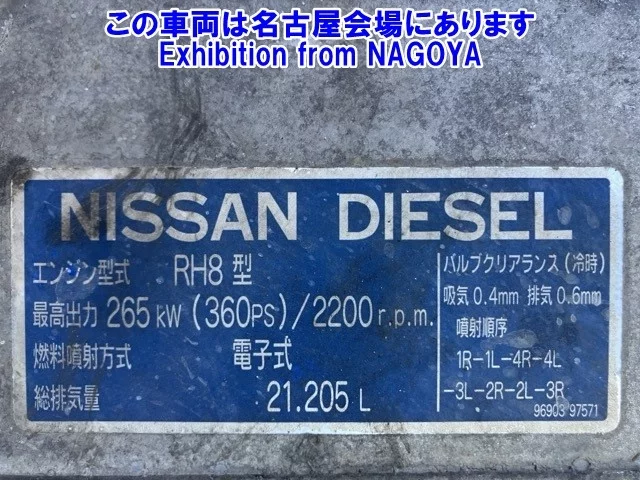 この車両は名古屋会場にあります
Exhibition from NAGOYA
NISSAN DIESEL
エンジン型式 RH8型
最高出力 265 kW (360PS)/2200 r.p.m.
燃料噴射方式 電子式
総排気量 21.205 L
バルブクリアランス(冷時)
吸気0.4mm 排気0.6mm
噴射順序
1R-1L-4R-4L
-3L-2R-2L-3R
96903 97571